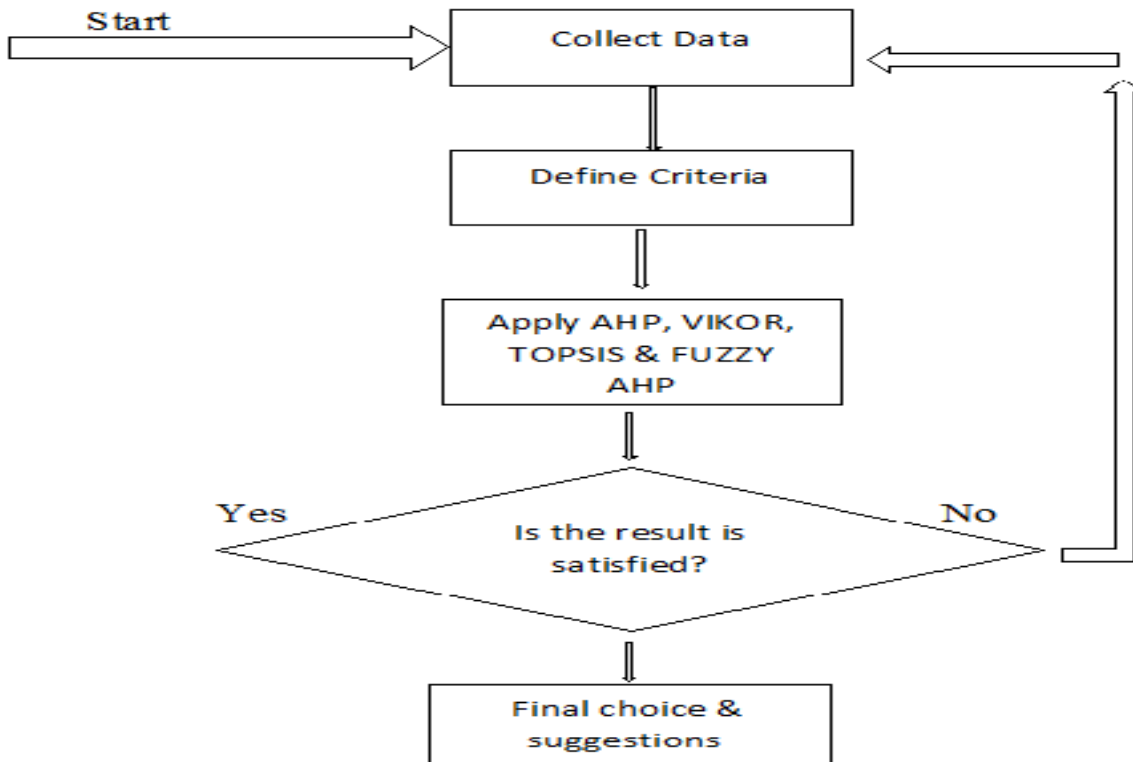 Start
Collect Data
Define Criteria
Apply AHP, VIKOR,
TOPSIS & FUZZY
AHP
Yes
No
Is the result is
satisfied?
Final choice &
suggestions